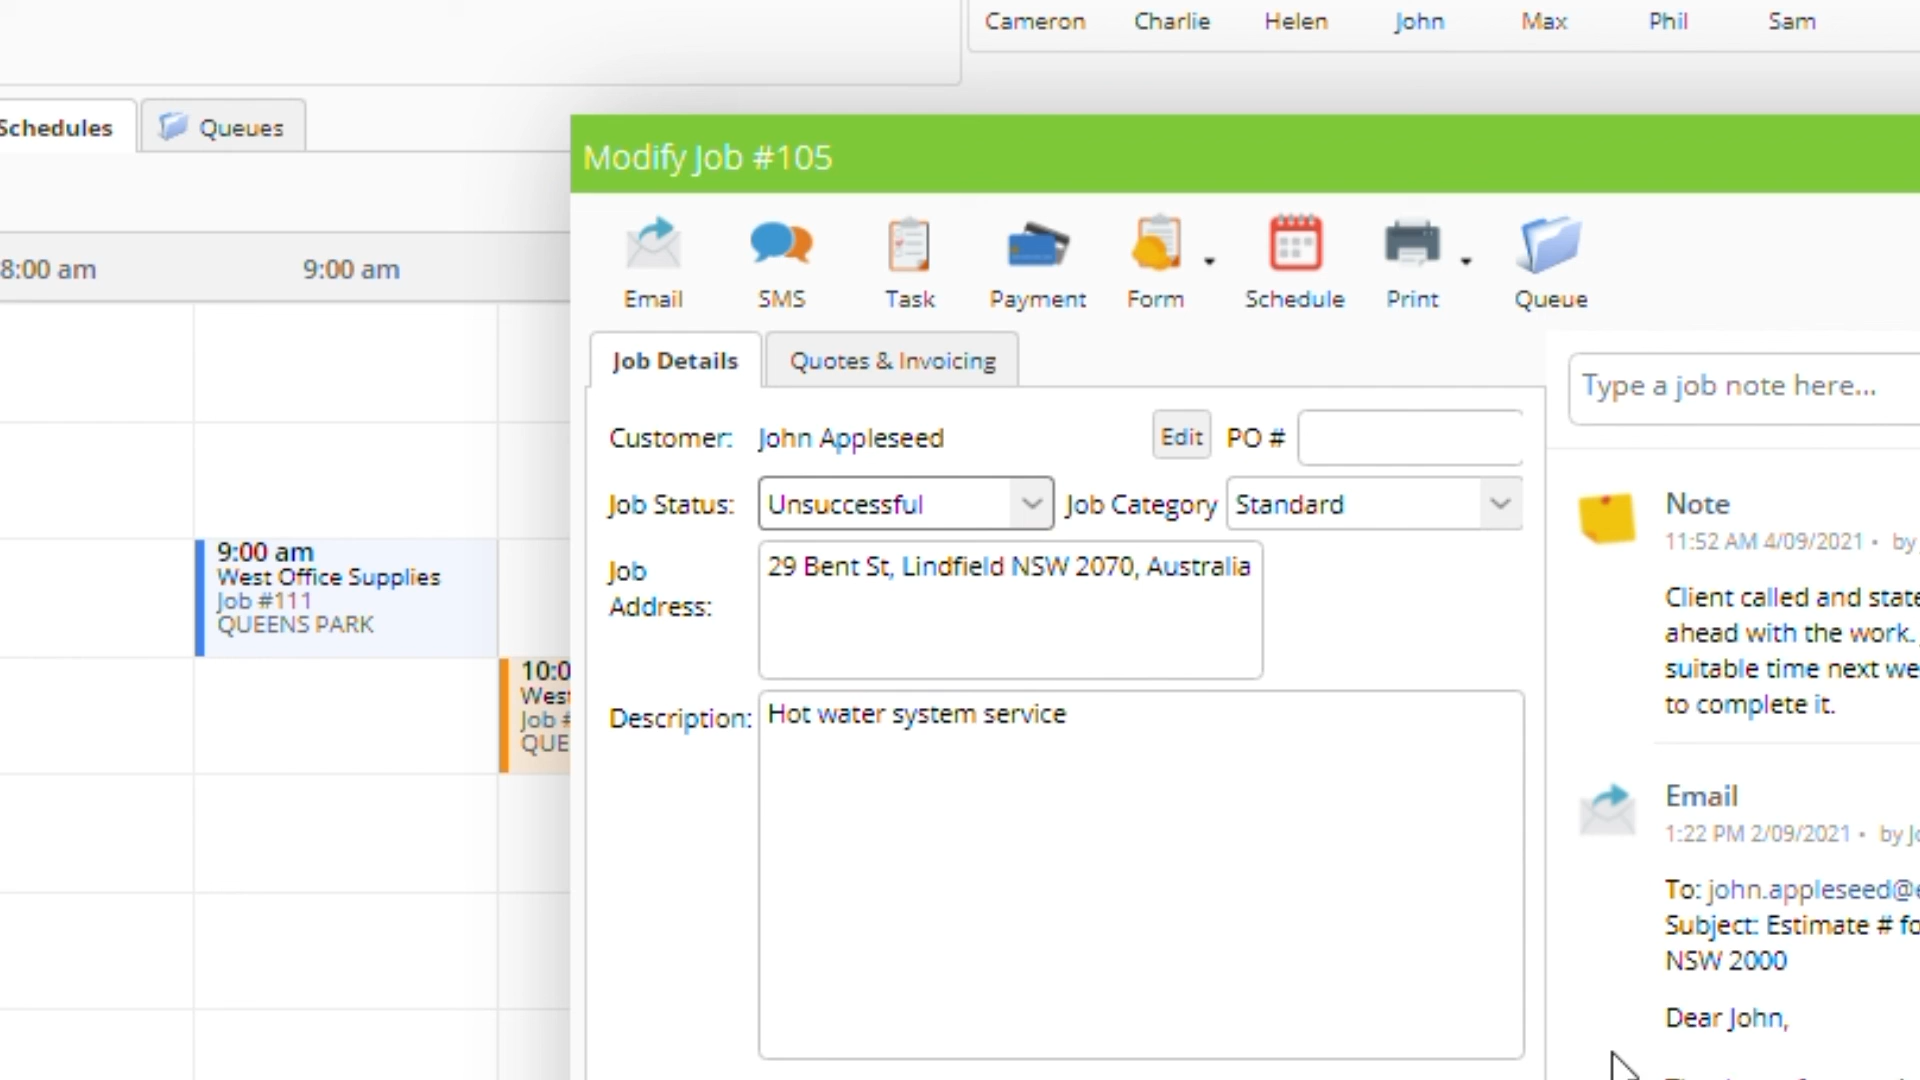 Cameron Charlie Helen John Max Phil Sam
Schedules Queues
8:00 am 9:00 am
9:00 am
West Office Supplies
Job #111
QUEENS PARK
10:0
West
Job #
QUE
Modify Job #105
Email SMS Task Payment Form Schedule Print Queue
Job Details Quotes & Invoicing
Customer: John Appleseed Edit PO #
Job Status: Unsuccessful Job Category Standard
Job
Address:
29 Bent St, Lindfield NSW 2070, Australia
Description: Hot water system service
Type a job note here...
Note
11:52 AM 4/09/2021 • by
Client called and state
ahead with the work.
suitable time next we
to complete it.
Email
1:22 PM 2/09/2021 • by Jo
To: john.appleseed@e
Subject: Estimate # fo
NSW 2000
Dear John,